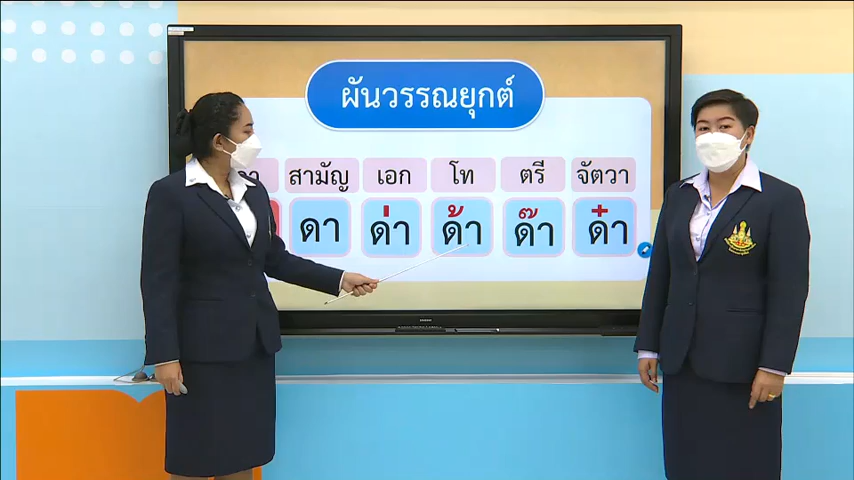 ผันวรรณยุกต์
สามัญ เอก โท ตรี จัตวา
ดา ด่า ด้า ด๊า ด๋า